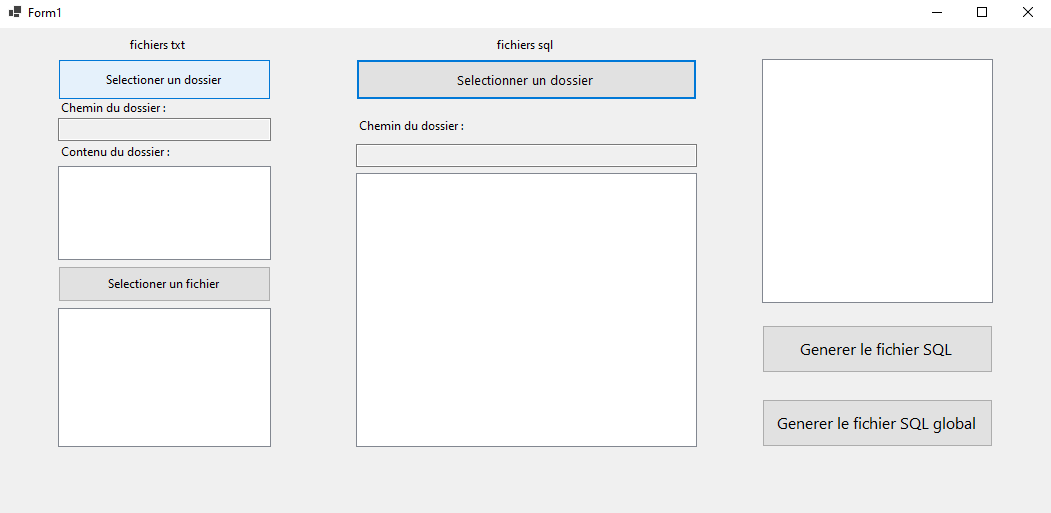 Form1
fichiers txt
Selectioner un dossier
Chemin du dossier :
Contenu du dossier :
Selectioner un fichier
fichiers sql
Selectionner un dossier
Chemin du dossier :
Generer le fichier SQL
Generer le fichier SQL global